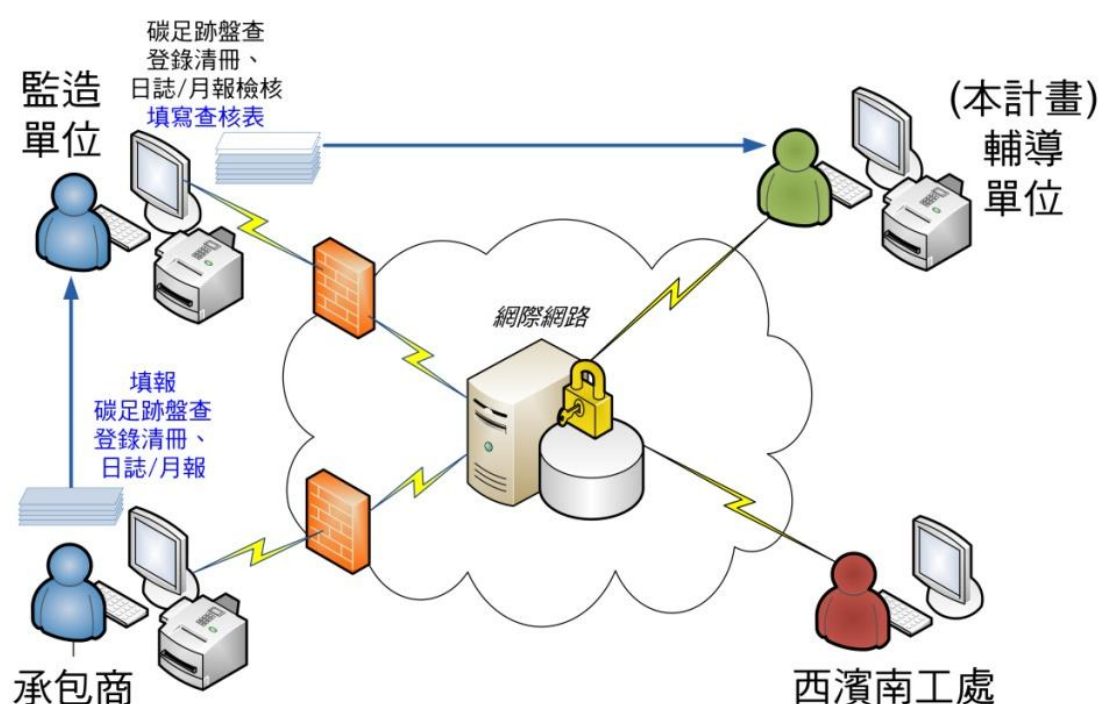 碳足跡盤查
登錄清冊、
日誌/月報檢核
填寫查核表
監造
單位
(本計畫)
輔導
單位
網際網路
填報
碳足跡盤查
登錄清冊、
日誌/月報
承包商
西濱南工處